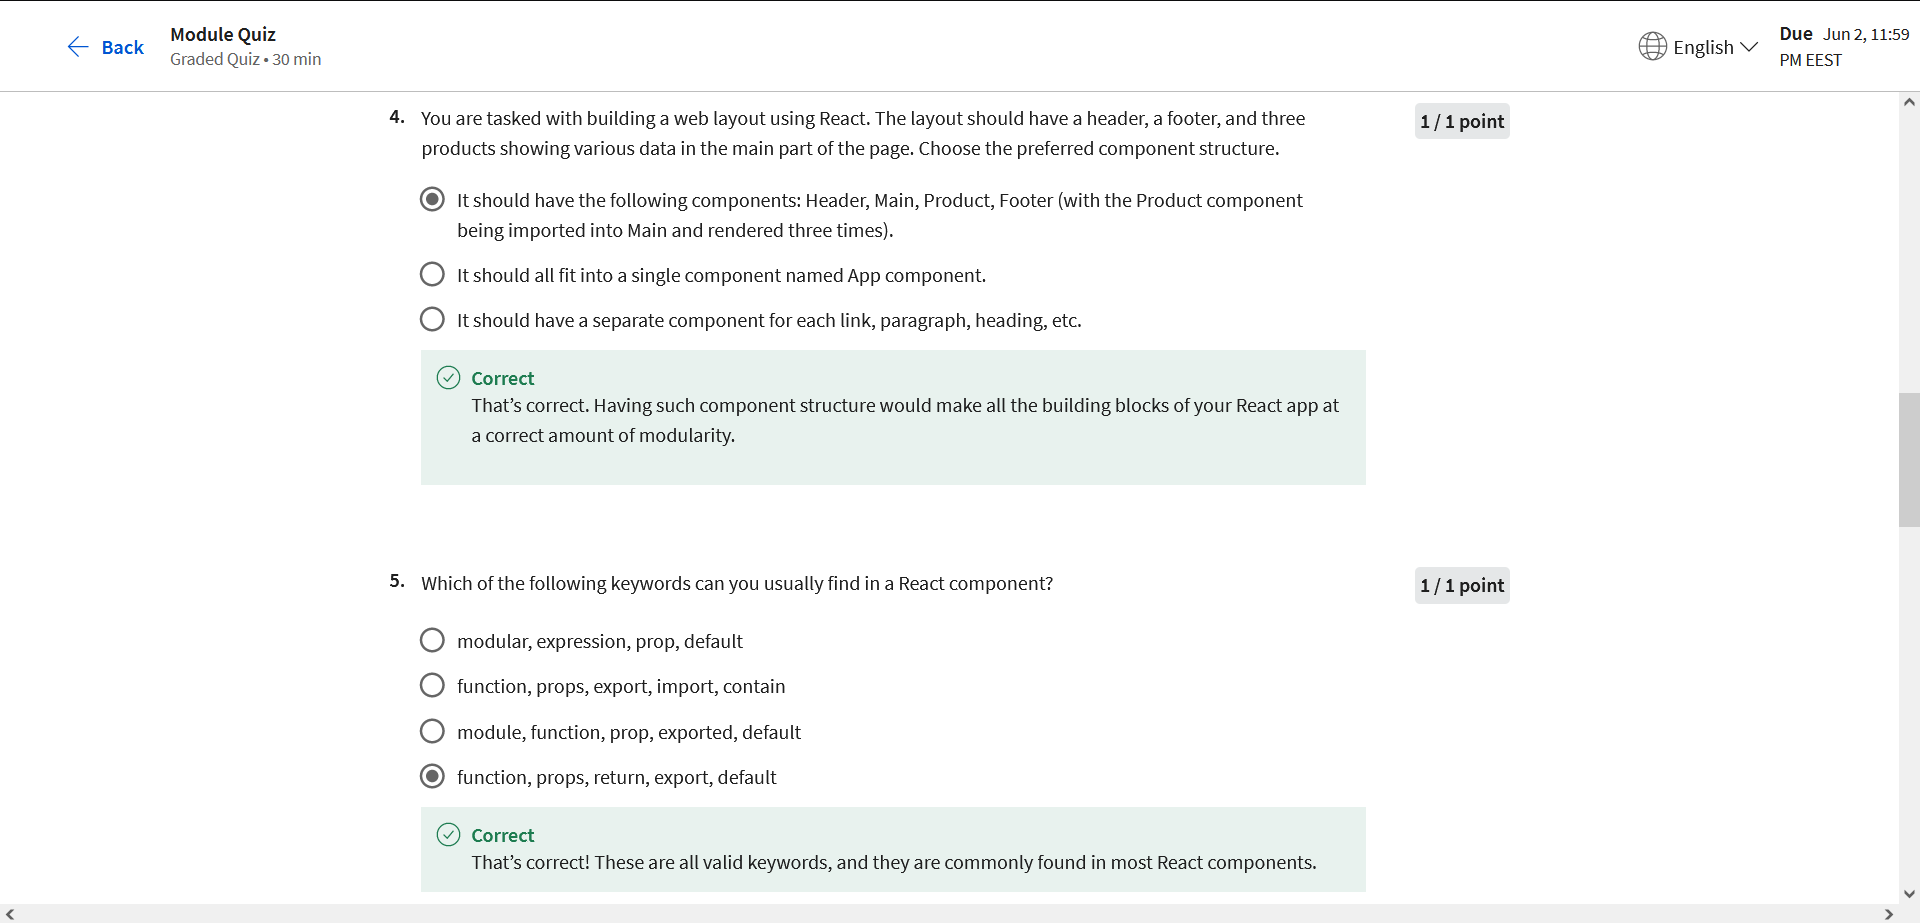 Back
Module Quiz
Graded Quiz • 30 min
English
Due Jun 2, 11:59
PM EEST
4. You are tasked with building a web layout using React. The layout should have a header, a footer, and three
products showing various data in the main part of the page. Choose the preferred component structure.
1 / 1 point
It should have the following components: Header, Main, Product, Footer (with the Product component
being imported into Main and rendered three times).
It should all fit into a single component named App component.
It should have a separate component for each link, paragraph, heading, etc.
Correct
That’s correct. Having such component structure would make all the building blocks of your React app at
a correct amount of modularity.
5. Which of the following keywords can you usually find in a React component?
1 / 1 point
modular, expression, prop, default
function, props, export, import, contain
module, function, prop, exported, default
function, props, return, export, default
Correct
That’s correct! These are all valid keywords, and they are commonly found in most React components.